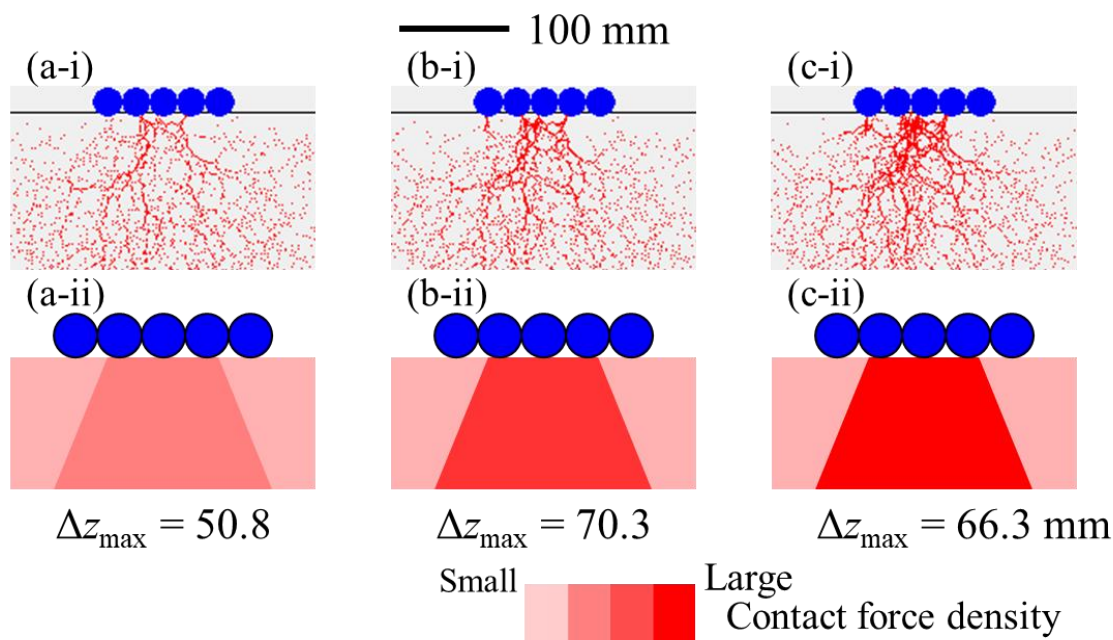 100 mm
(a-i) (b-i) (c-i)
(a-ii) (b-ii) (c-ii)
Δzmax = 50.8 Δzmax = 70.3 Δzmax = 66.3 mm
Small Large
Contact force density